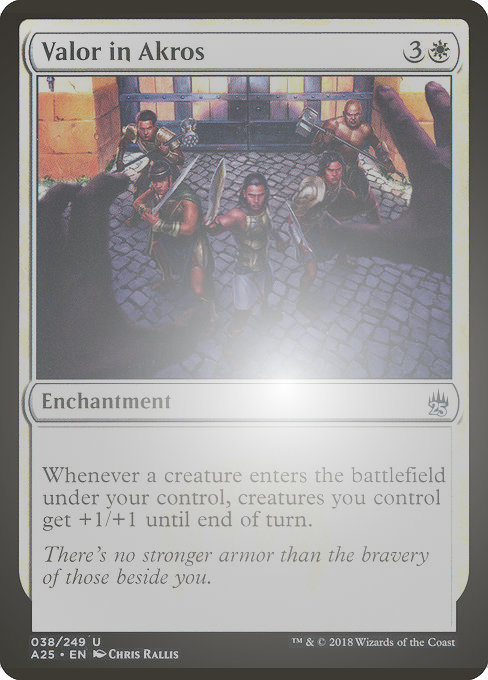 Valor in Akros 3
Enchantment
25
Whenever a creature enters the battlefield
under your control, creatures you control
get +1/+1 until end of turn.
There's no stronger armor than the bravery
of those beside you.
038/249 U
A25 • EN Chris Rallis
™ & © 2018 Wizards of the Coast